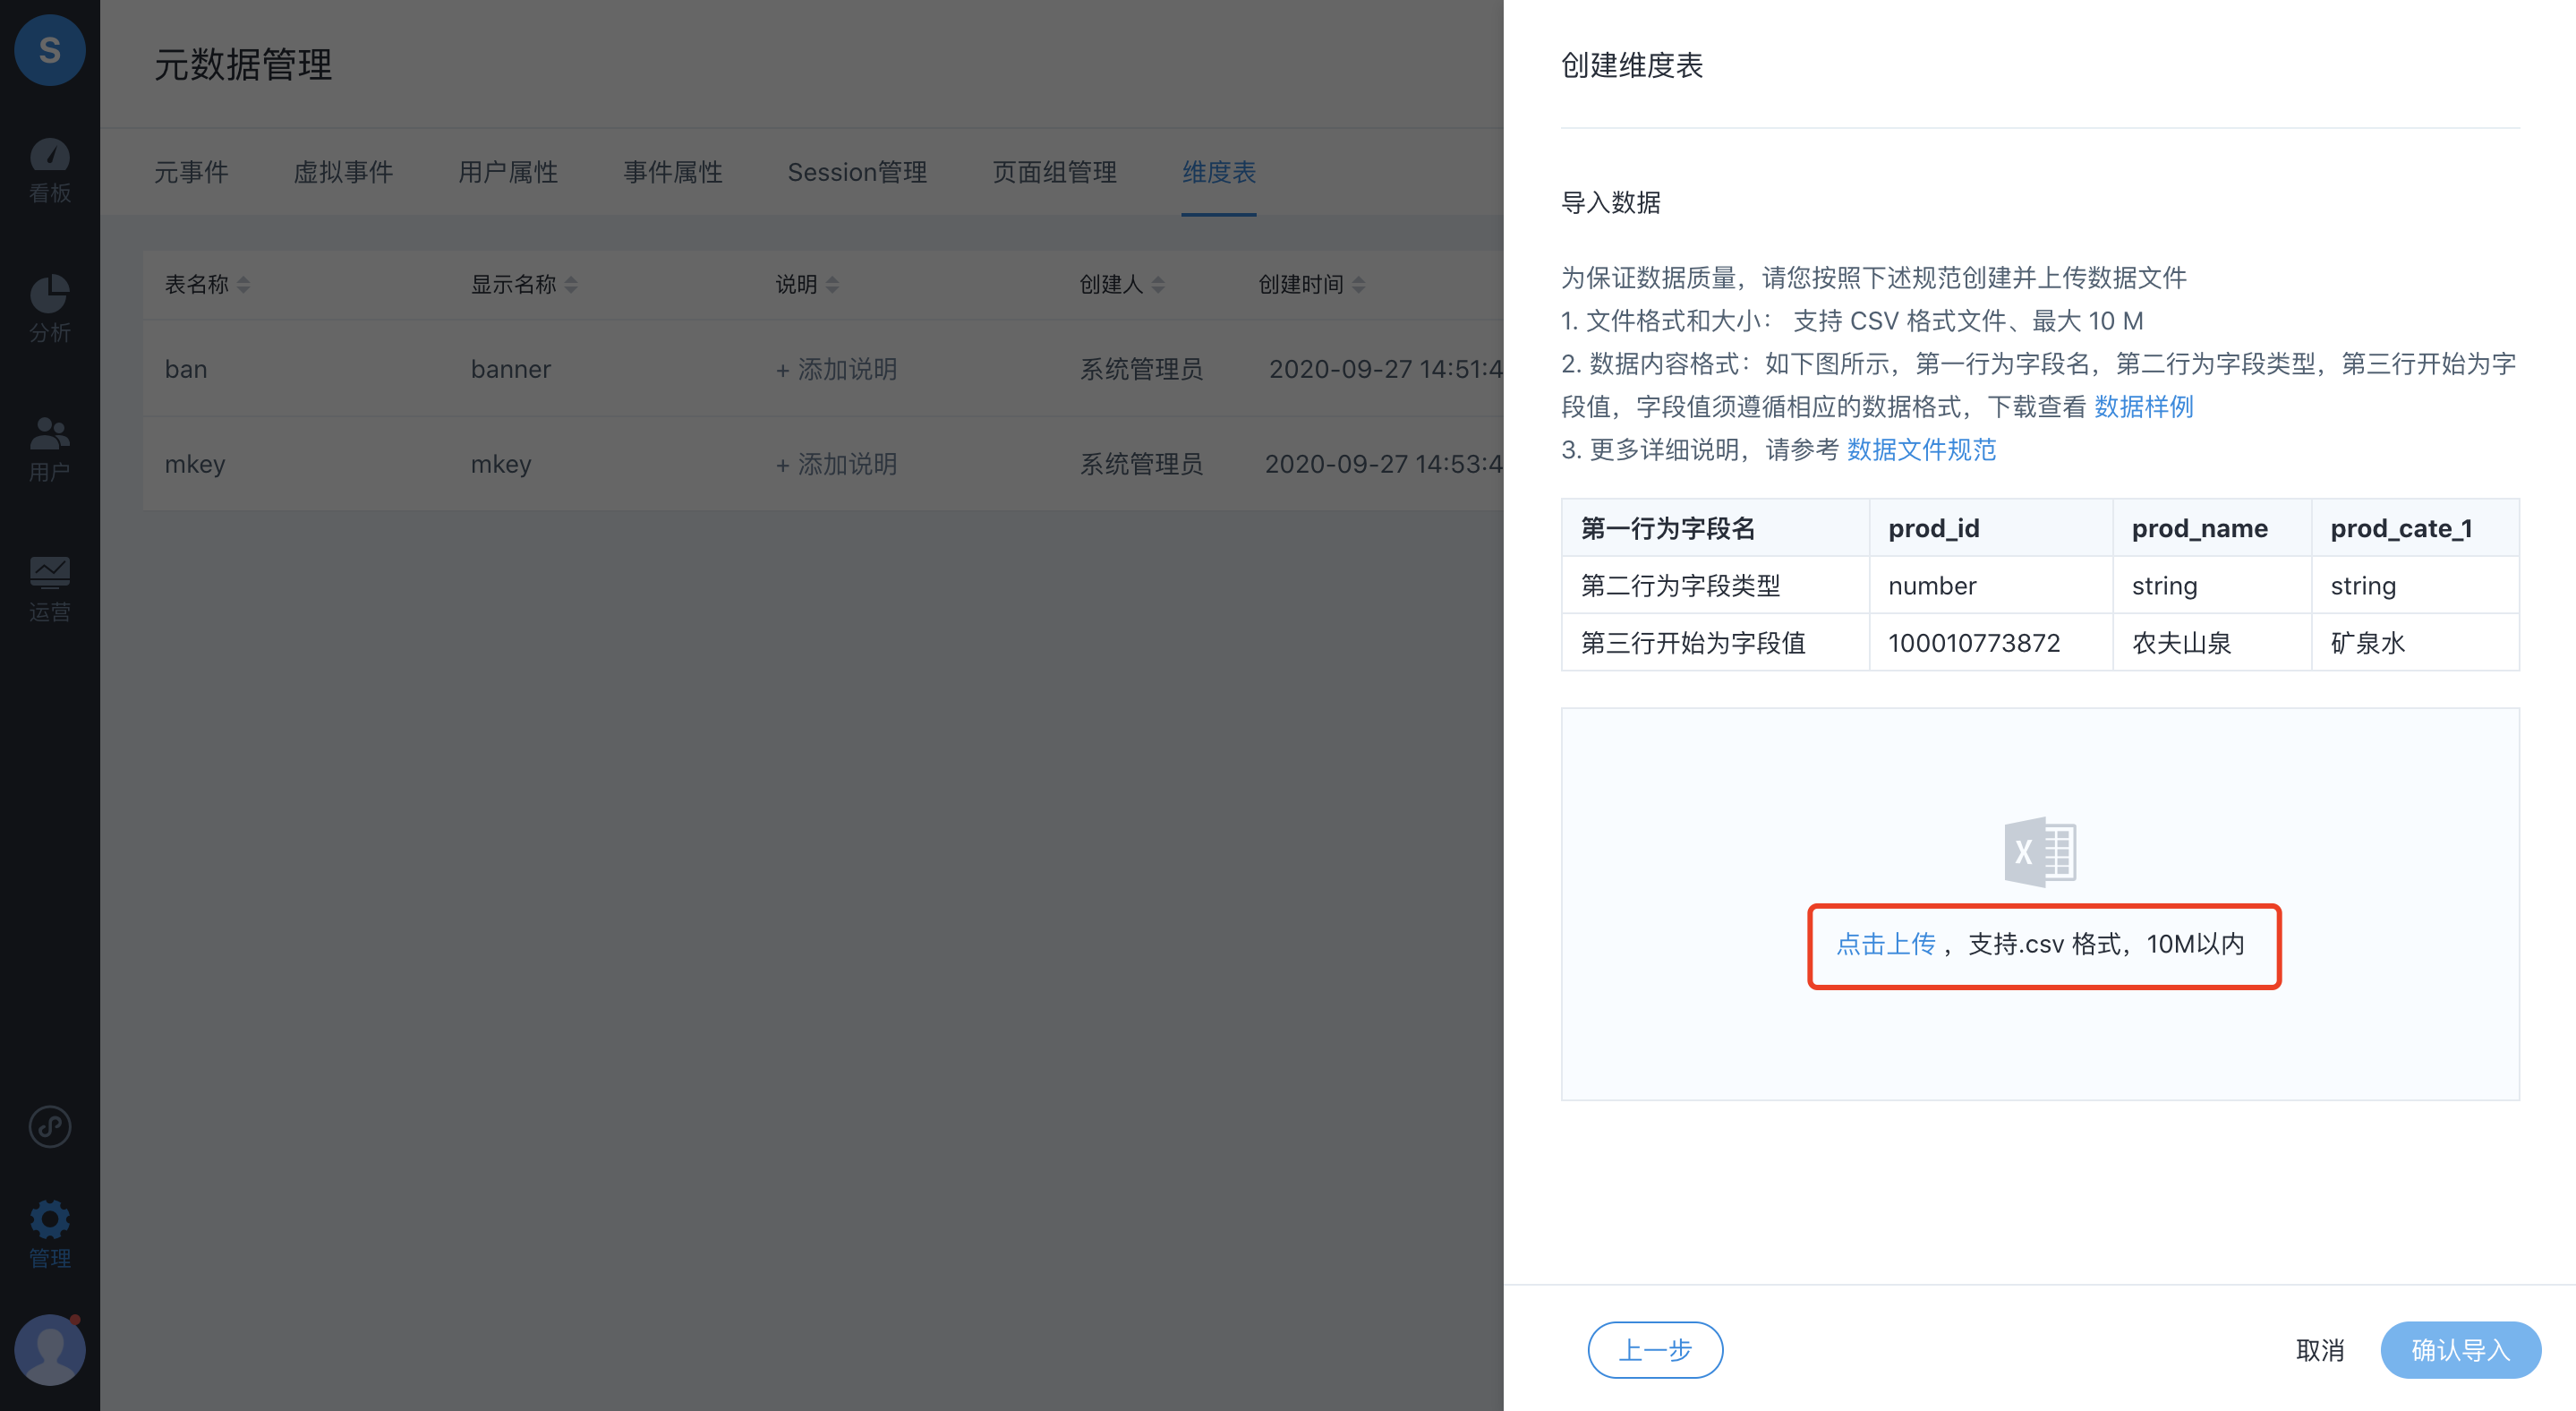 S
看板
分析
用户
运营
管理
元数据管理
元事件 虚拟事件 用户属性 事件属性 Session管理 页面组管理 维度表
表名称 显示名称 说明 创建人 创建时间
ban banner + 添加说明 系统管理员 2020-09-27 14:51:4
mkey mkey + 添加说明 系统管理员 2020-09-27 14:53:4
创建维度表
导入数据
为保证数据质量，请您按照下述规范创建并上传数据文件
1. 文件格式和大小： 支持 CSV 格式文件、最大 10 M
2. 数据内容格式：如下图所示，第一行为字段名，第二行为字段类型，第三行开始为字
段值，字段值须遵循相应的数据格式，下载查看 数据样例
3. 更多详细说明，请参考 数据文件规范
第一行为字段名 prod_id prod_name prod_cate_1
第二行为字段类型 number string string
第三行开始为字段值 100010773872 农夫山泉 矿泉水
X
点击上传 ，支持.csv 格式，10M以内
上一步 取消 确认导入